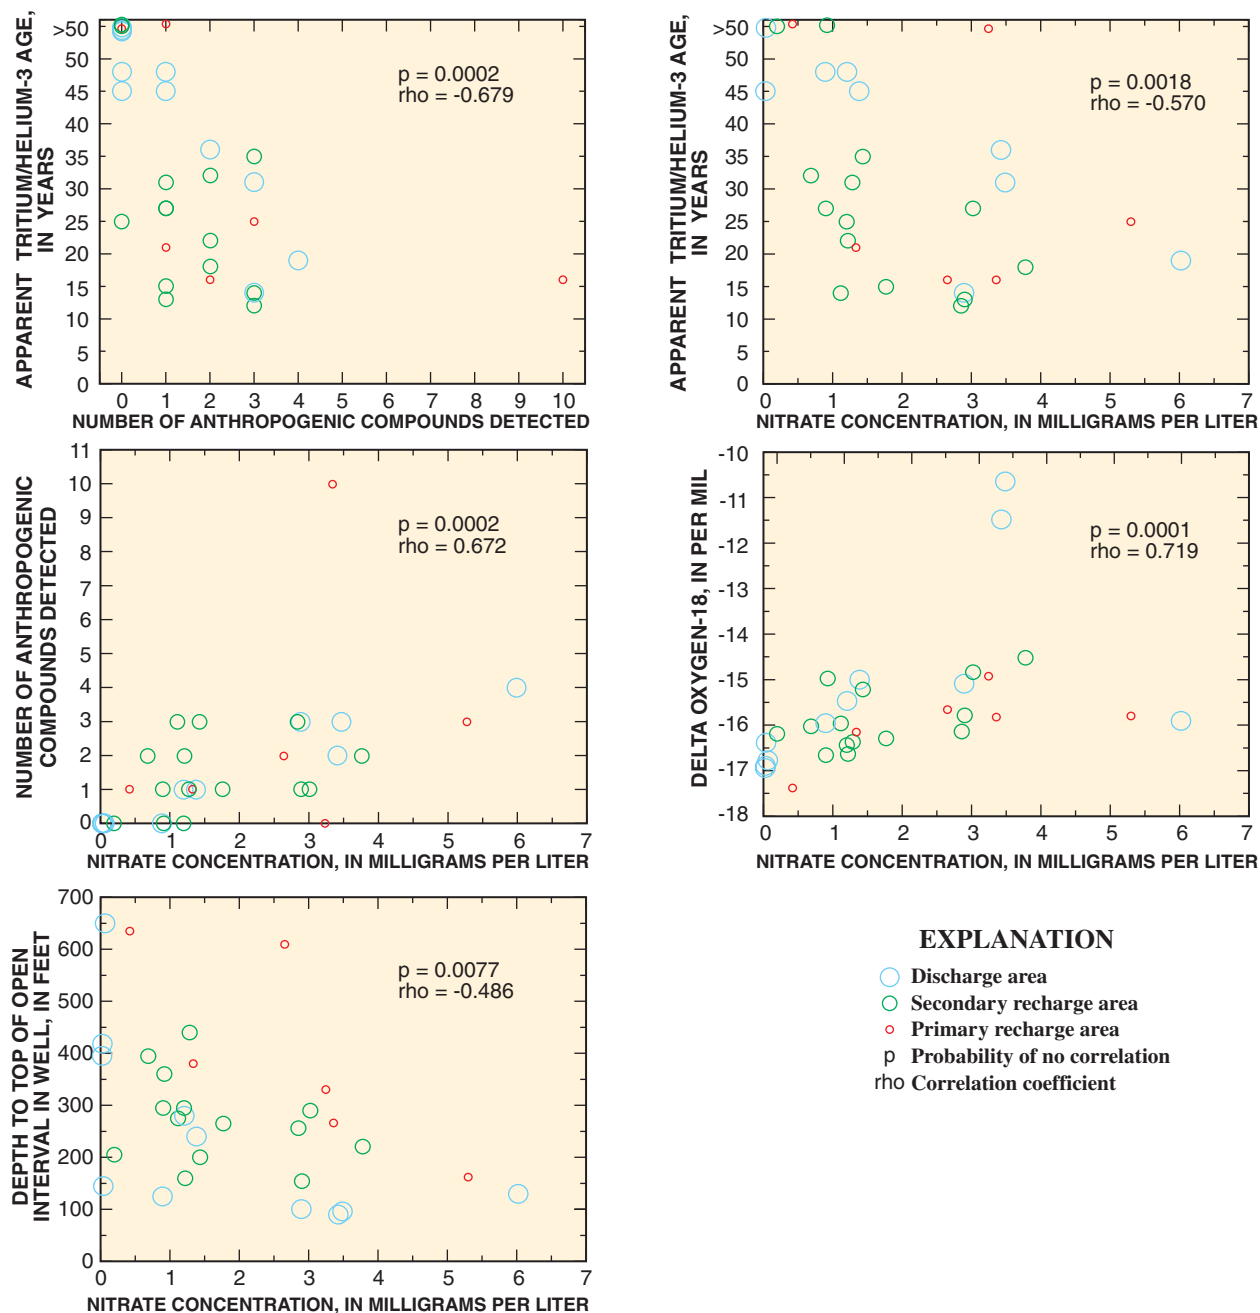 APPARENT TRITIUM/HELIUM-3 AGE,
IN YEARS
>50
50
45
40
35
30
25
20
15
10
5
0
p = 0.0002
rho = -0.679
0 1 2 3 4 5 6 7 8 9 10
NUMBER OF ANTHROPOGENIC COMPOUNDS DETECTED
APPARENT TRITIUM/HELIUM-3 AGE,
IN YEARS
>50
50
45
40
35
30
25
20
15
10
5
0
p = 0.0018
rho = -0.570
0 1 2 3 4 5 6 7
NITRATE CONCENTRATION, IN MILLIGRAMS PER LITER
NUMBER OF ANTHROPOGENIC
COMPOUNDS DETECTED
11
10
9
8
7
6
5
4
3
2
1
0
p = 0.0002
rho = 0.672
0 1 2 3 4 5 6 7
NITRATE CONCENTRATION, IN MILLIGRAMS PER LITER
DELTA OXYGEN-18, IN PER MIL
-10
-11
-12
-13
-14
-15
-16
-17
-18
p = 0.0001
rho = 0.719
0 1 2 3 4 5 6 7
NITRATE CONCENTRATION, IN MILLIGRAMS PER LITER
DEPTH TO TOP OF OPEN
INTERVAL IN WELL, IN FEET
700
600
500
400
300
200
100
0
p = 0.0077
rho = -0.486
0 1 2 3 4 5 6 7
NITRATE CONCENTRATION, IN MILLIGRAMS PER LITER
EXPLANATION
Discharge area
Secondary recharge area
Primary recharge area
p Probability of no correlation
rho Correlation coefficient